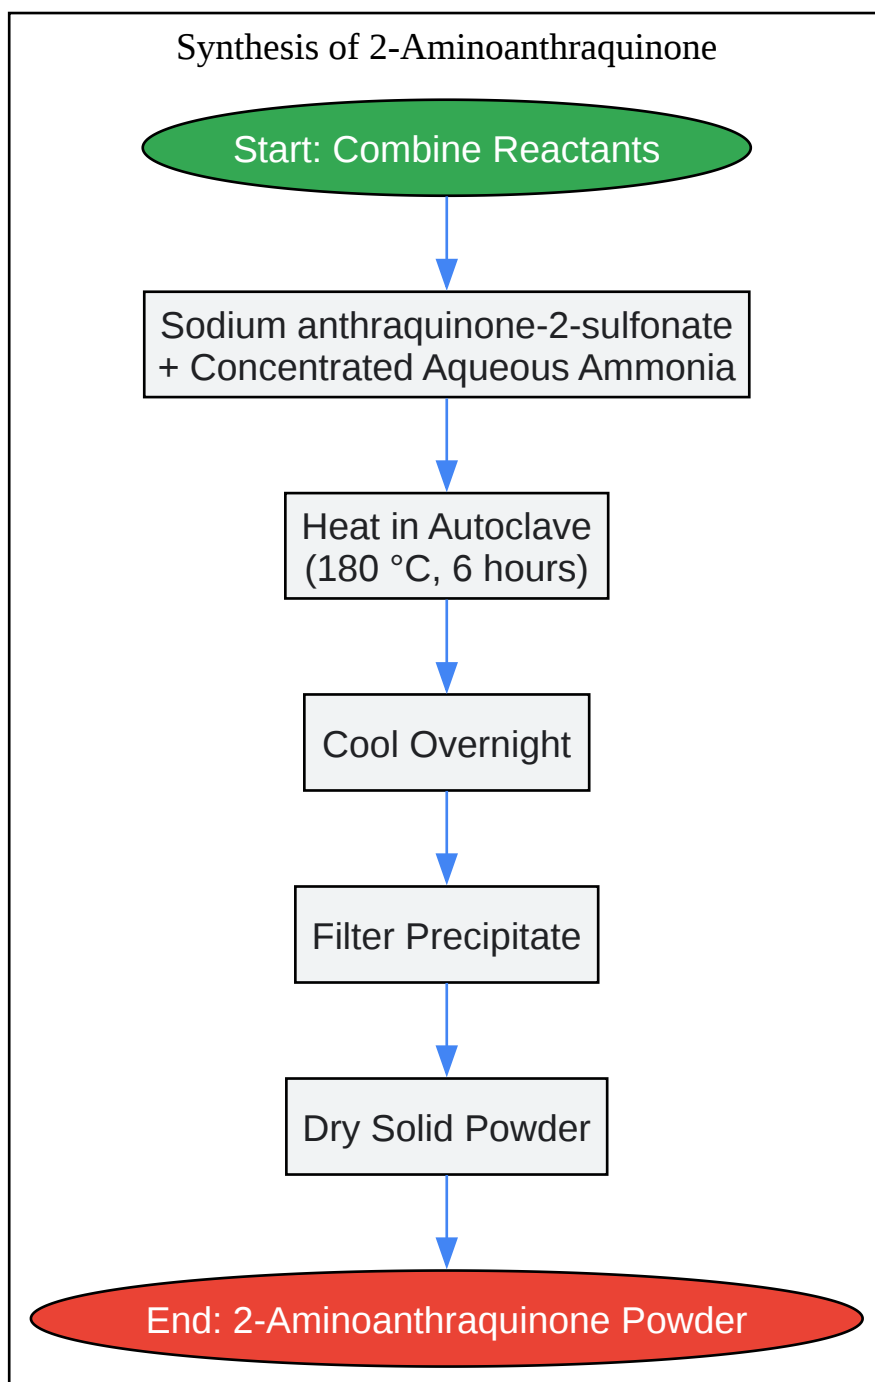 Synthesis of 2-Aminoanthraquinone
Start: Combine Reactants
Sodium anthraquinone-2-sulfonate
+ Concentrated Aqueous Ammonia
Heat in Autoclave
(180 °C, 6 hours)
Cool Overnight
Filter Precipitate
Dry Solid Powder
End: 2-Aminoanthraquinone Powder